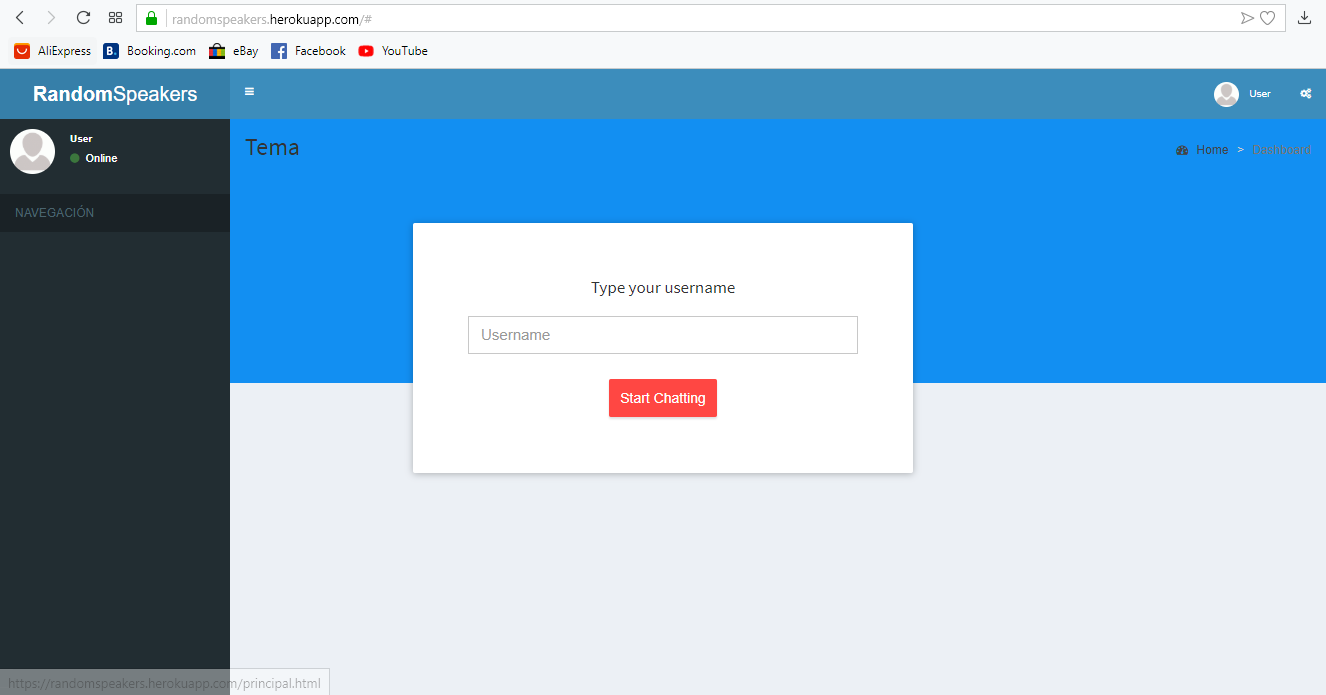 randomspeakers.herokuapp.com/#
AliExpress Booking.com eBay Facebook YouTube
RandomSpeakers User
User
Online
Tema Home > Dashboard
NAVEGACIÓN
Type your username
Username
Start Chatting
https://randomspeakers.herokuapp.com/principal.html